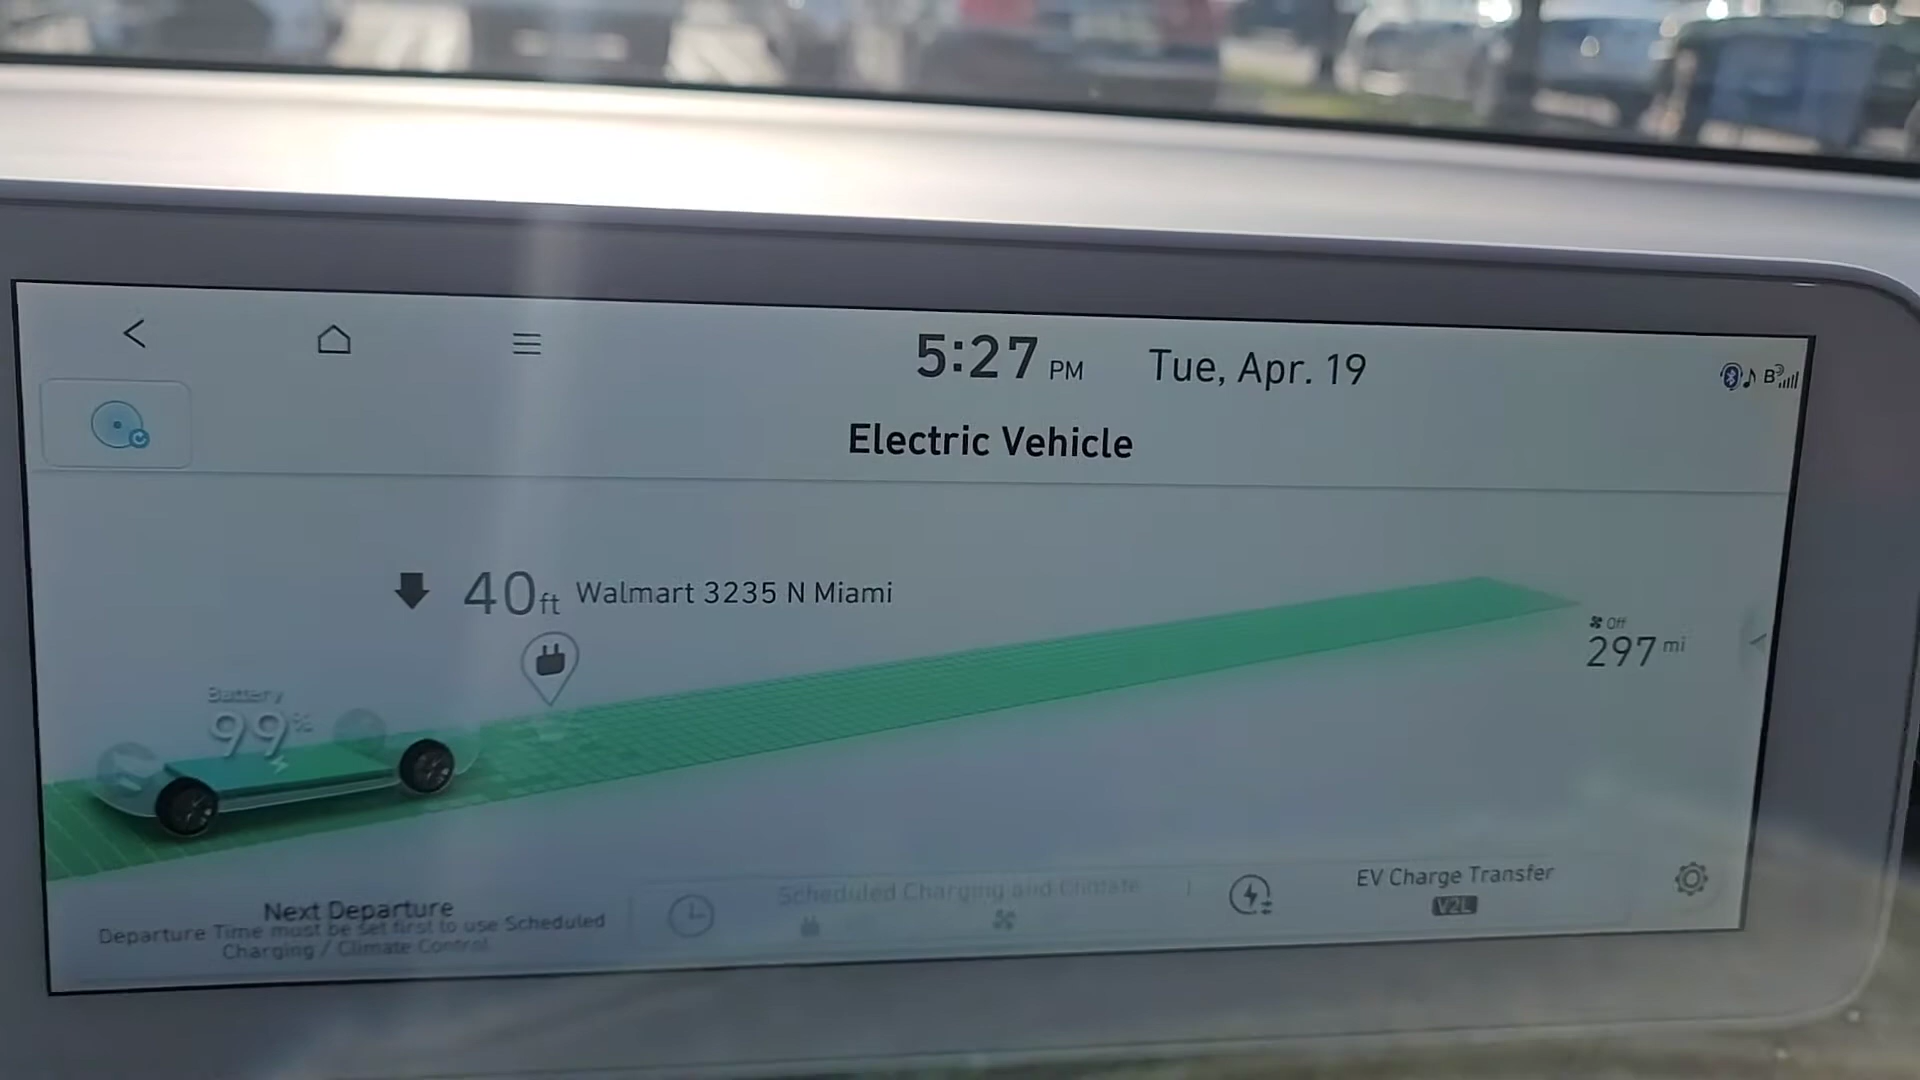 5:27 PM Tue, Apr. 19
B
Electric Vehicle
40 ft Walmart 3235 N Miami
Off
297 mi
Battery
99%
Next Departure
Departure Time must be set first to use Scheduled
Charging / Climate Control
Scheduled Charging and Climate
EV Charge Transfer
V2L